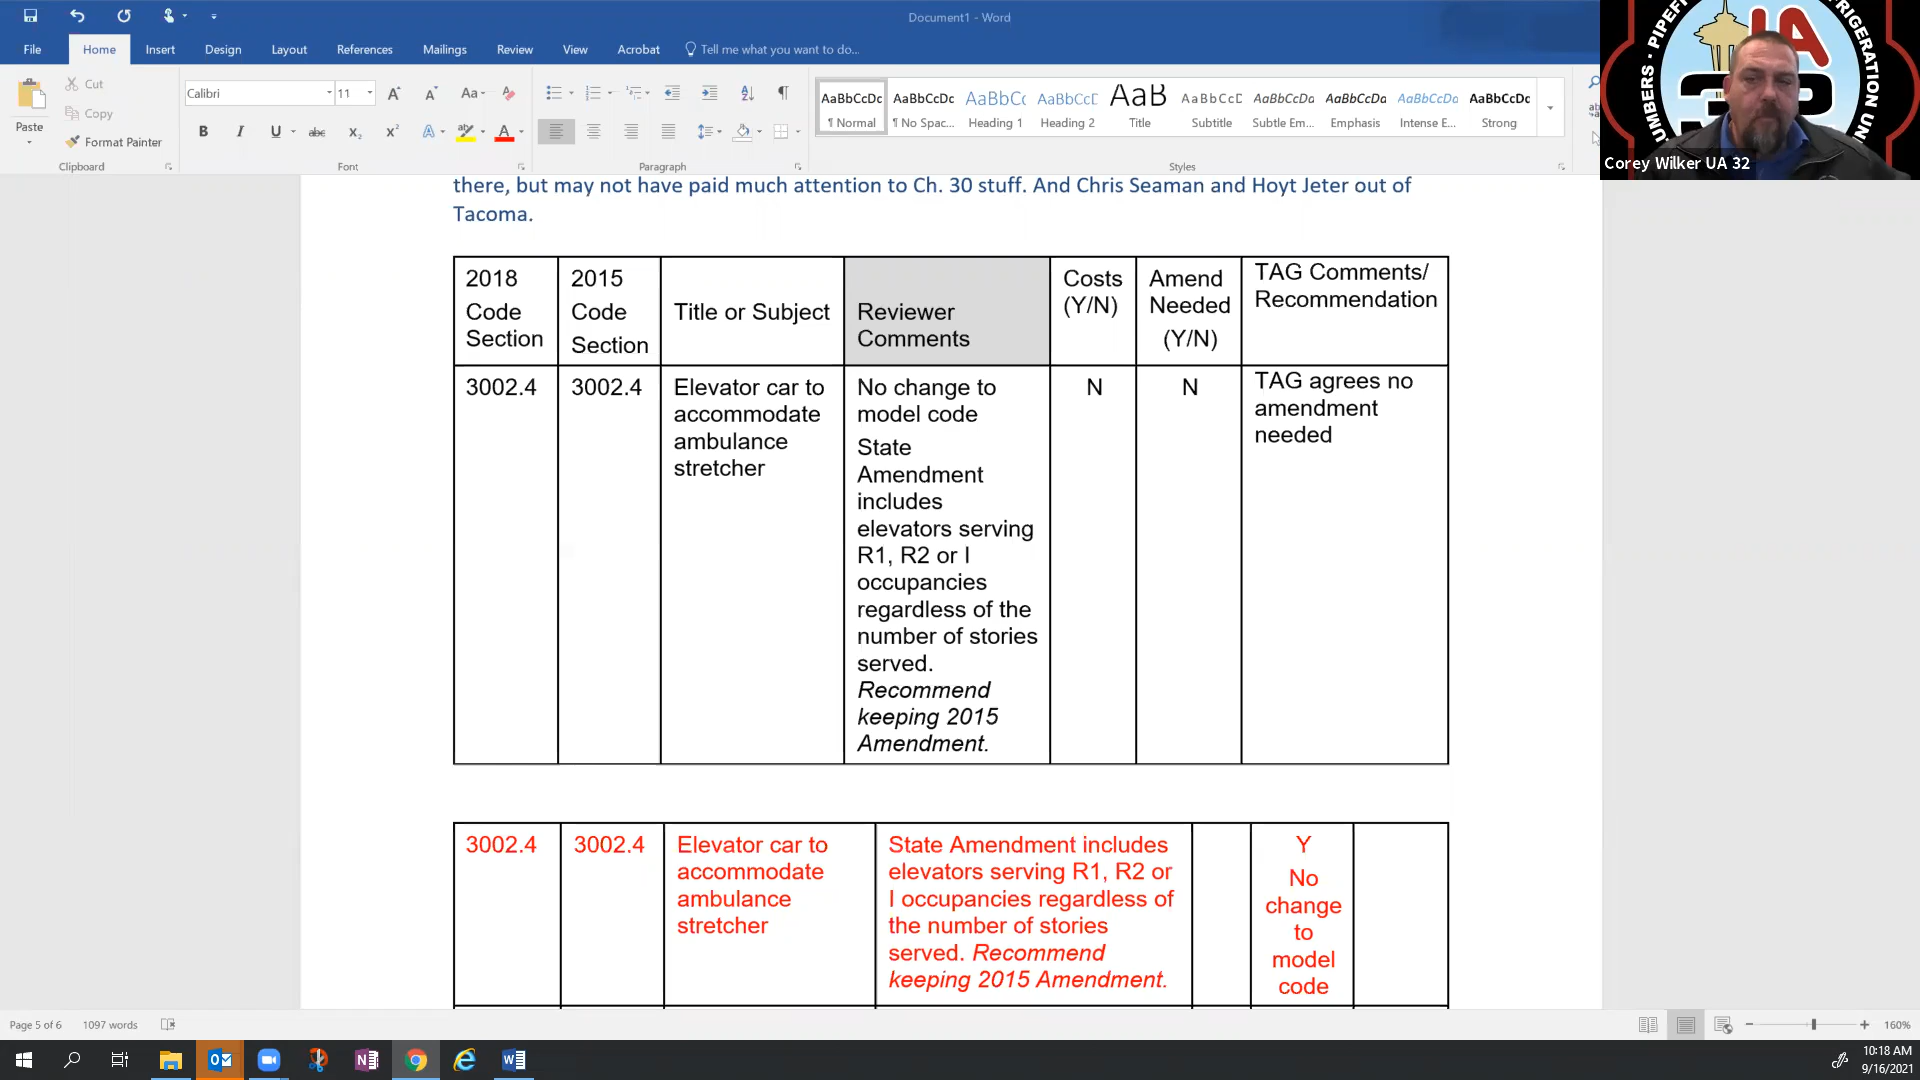 Document1 - Word
File Home Insert Design Layout References Mailings Review View Acrobat Tell me what you want to do...
Paste
Cut
Copy
Format Painter
Clipboard
Calibri 11
Font
Paragraph
AaBbCcDc AaBbCcDc AaBbCc AaBbCcD AaB AaBbCcD AaBbCcDa AaBbCcDa AaBbCcDa AaBbCcDc
¶ Normal ¶ No Spac... Heading 1 Heading 2 Title Subtitle Subtle Em... Emphasis Intense E... Strong
Styles
Corey Wilker UA 32
there, but may not have paid much attention to Ch. 30 stuff. And Chris Seaman and Hoyt Jeter out of
Tacoma.
2018
Code
Section
2015
Code
Section
Title or Subject
Reviewer
Comments
Costs
(Y/N)
Amend
Needed
(Y/N)
TAG Comments/
Recommendation
3002.4
3002.4
Elevator car to
accommodate
ambulance
stretcher
No change to
model code
State
Amendment
includes
elevators serving
R1, R2 or I
occupancies
regardless of the
number of stories
served.
Recommend
keeping 2015
Amendment.
N
N
TAG agrees no
amendment
needed
3002.4
3002.4
Elevator car to
accommodate
ambulance
stretcher
State Amendment includes
elevators serving R1, R2 or
I occupancies regardless of
the number of stories
served. Recommend
keeping 2015 Amendment.
Y
No
change
to
model
code
Page 5 of 6 1097 words
160%
10:18 AM
9/16/2021